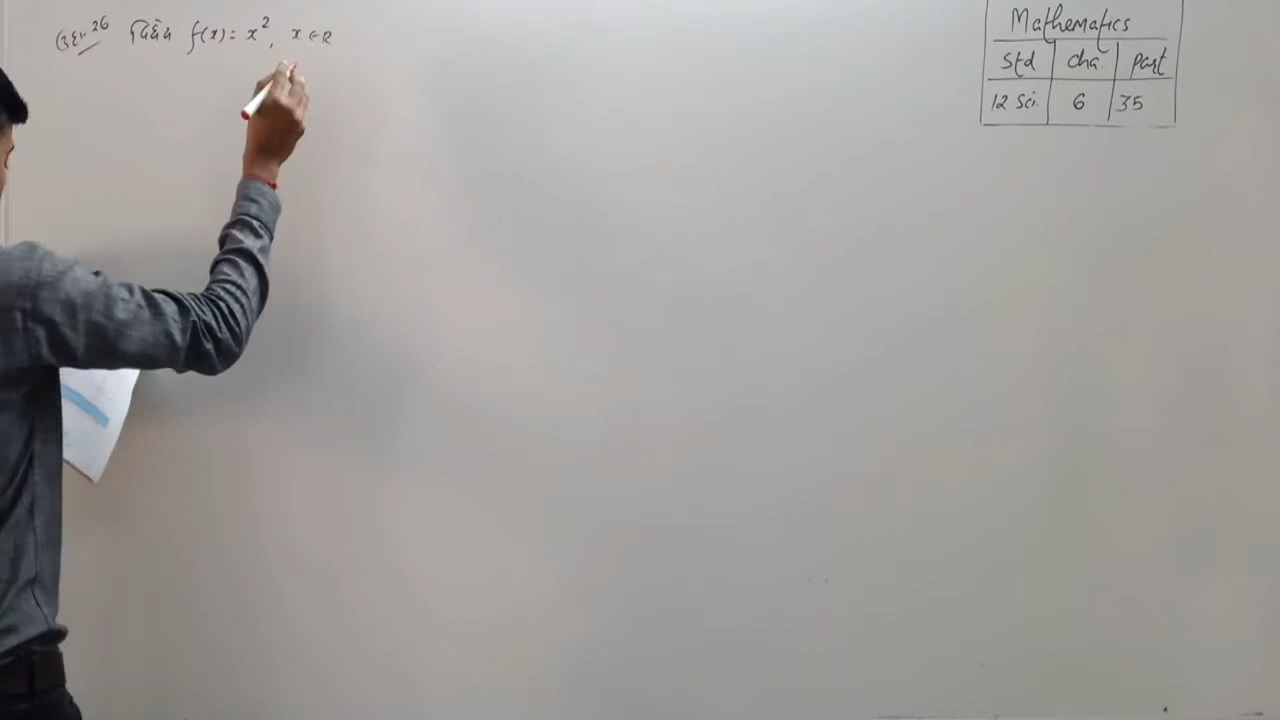 ઉદા. 26 વિધેય f(x) = x², x ∈ R
Mathematics
Std cha part
12 Sci. 6 35